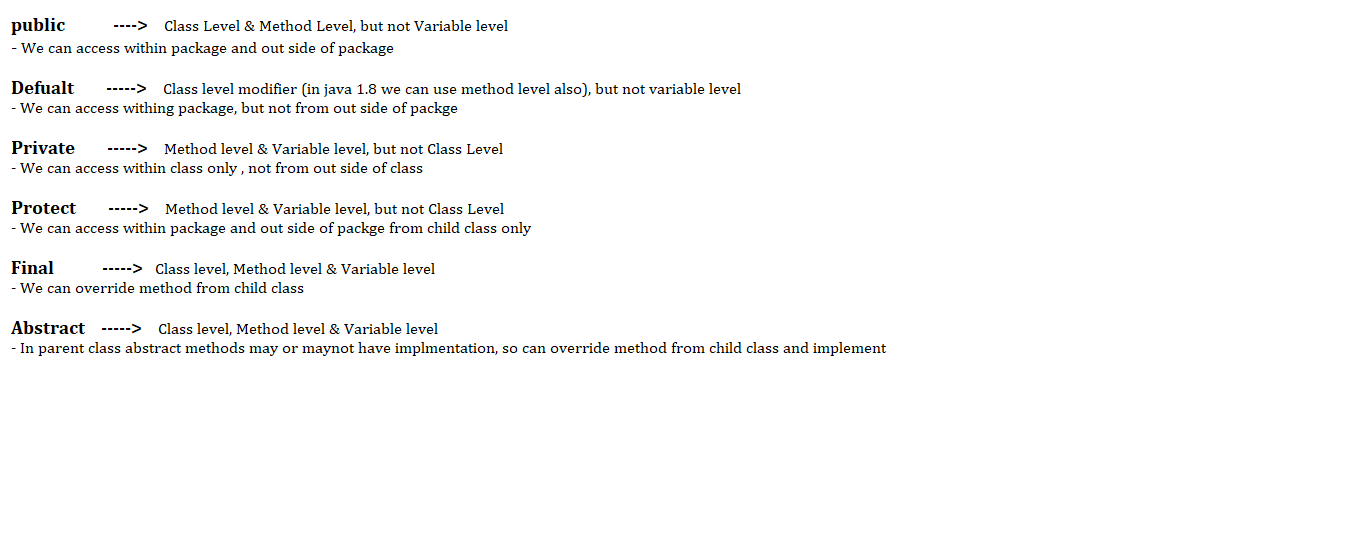 public ----> Class Level & Method Level, but not Variable level
- We can access within package and out side of package
Defualt -----> Class level modifier (in java 1.8 we can use method level also), but not variable level
- We can access withing package, but not from out side of packge
Private -----> Method level & Variable level, but not Class Level
- We can access within class only , not from out side of class
Protect -----> Method level & Variable level, but not Class Level
- We can access within package and out side of packge from child class only
Final -----> Class level, Method level & Variable level
- We can override method from child class
Abstract -----> Class level, Method level & Variable level
- In parent class abstract methods may or maynot have implmentation, so can override method from child class and implement